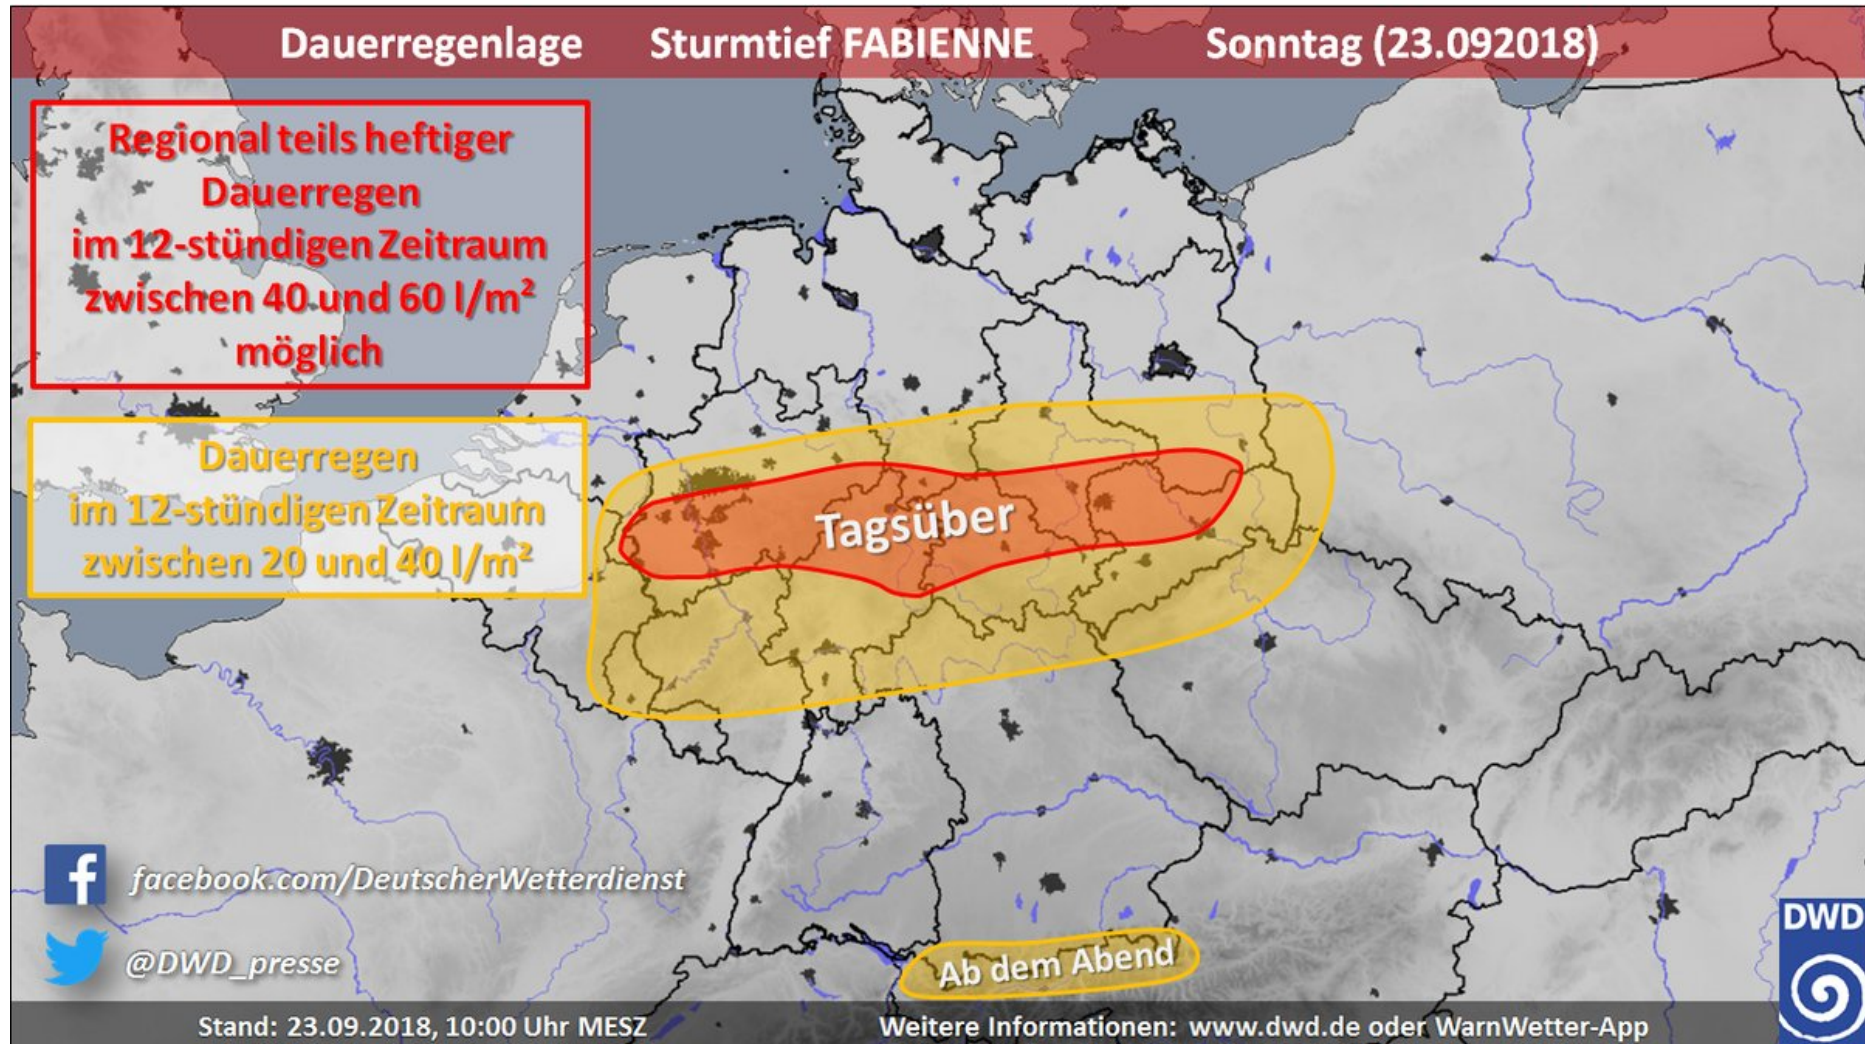 Dauerregenlage Sturmtief FABIENNE Sonntag (23.092018)
Regional teils heftiger
Dauerregen
im 12-stündigen Zeitraum
zwischen 40 und 60 l/m²
möglich
Dauerregen
im 12-stündigen Zeitraum
zwischen 20 und 40 l/m²
Tagsüber
facebook.com/DeutscherWetterdienst
@DWD_presse
Ab dem Abend
DWD
Stand: 23.09.2018, 10:00 Uhr MESZ Weitere Informationen: www.dwd.de oder WarnWetter-App